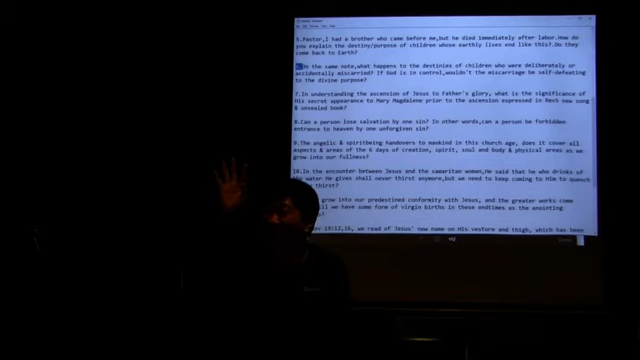 5.Pastor,I had a brother who came before me,but he died immediately after labor.How do
you explain the destiny/purpose of children whose earthly lives end like this?.Do they
come back to Earth?
6.In the same note,what happens to the destinies of children who were deliberately or
accidentally miscarried? If God is in control,wouldn't the miscarriage be self-defeating
to the divine purpose?
7.In understanding the ascension of Jesus to Father's glory, what is the significance of
His secret appearance to Mary Magdalene prior to the ascension expressed in Rev5 new song
& unsealed book?
8.Can a person lose salvation by one sin? In other words,can a person be forbidden
entrance to heaven by one unforgiven sin?
9.The angelic & spiritbeing handovers to mankind in this church age, does it cover all
aspects & areas of the 6 days of creation, spirit, soul and body & physical areas as we
grow into our fullness?
10.In the encounter between Jesus and the samaritan women,He said that he who drinks of
the water He gives shall never thirst anymore,but we need to keep coming to Him to quench
thirst?
grow into our predestined conformity with Jesus, and the greater works come
we have some form of virgin births in these endtimes as the anointing
19:12,16, we read of Jesus' new name on His vesture and thigh, which has been